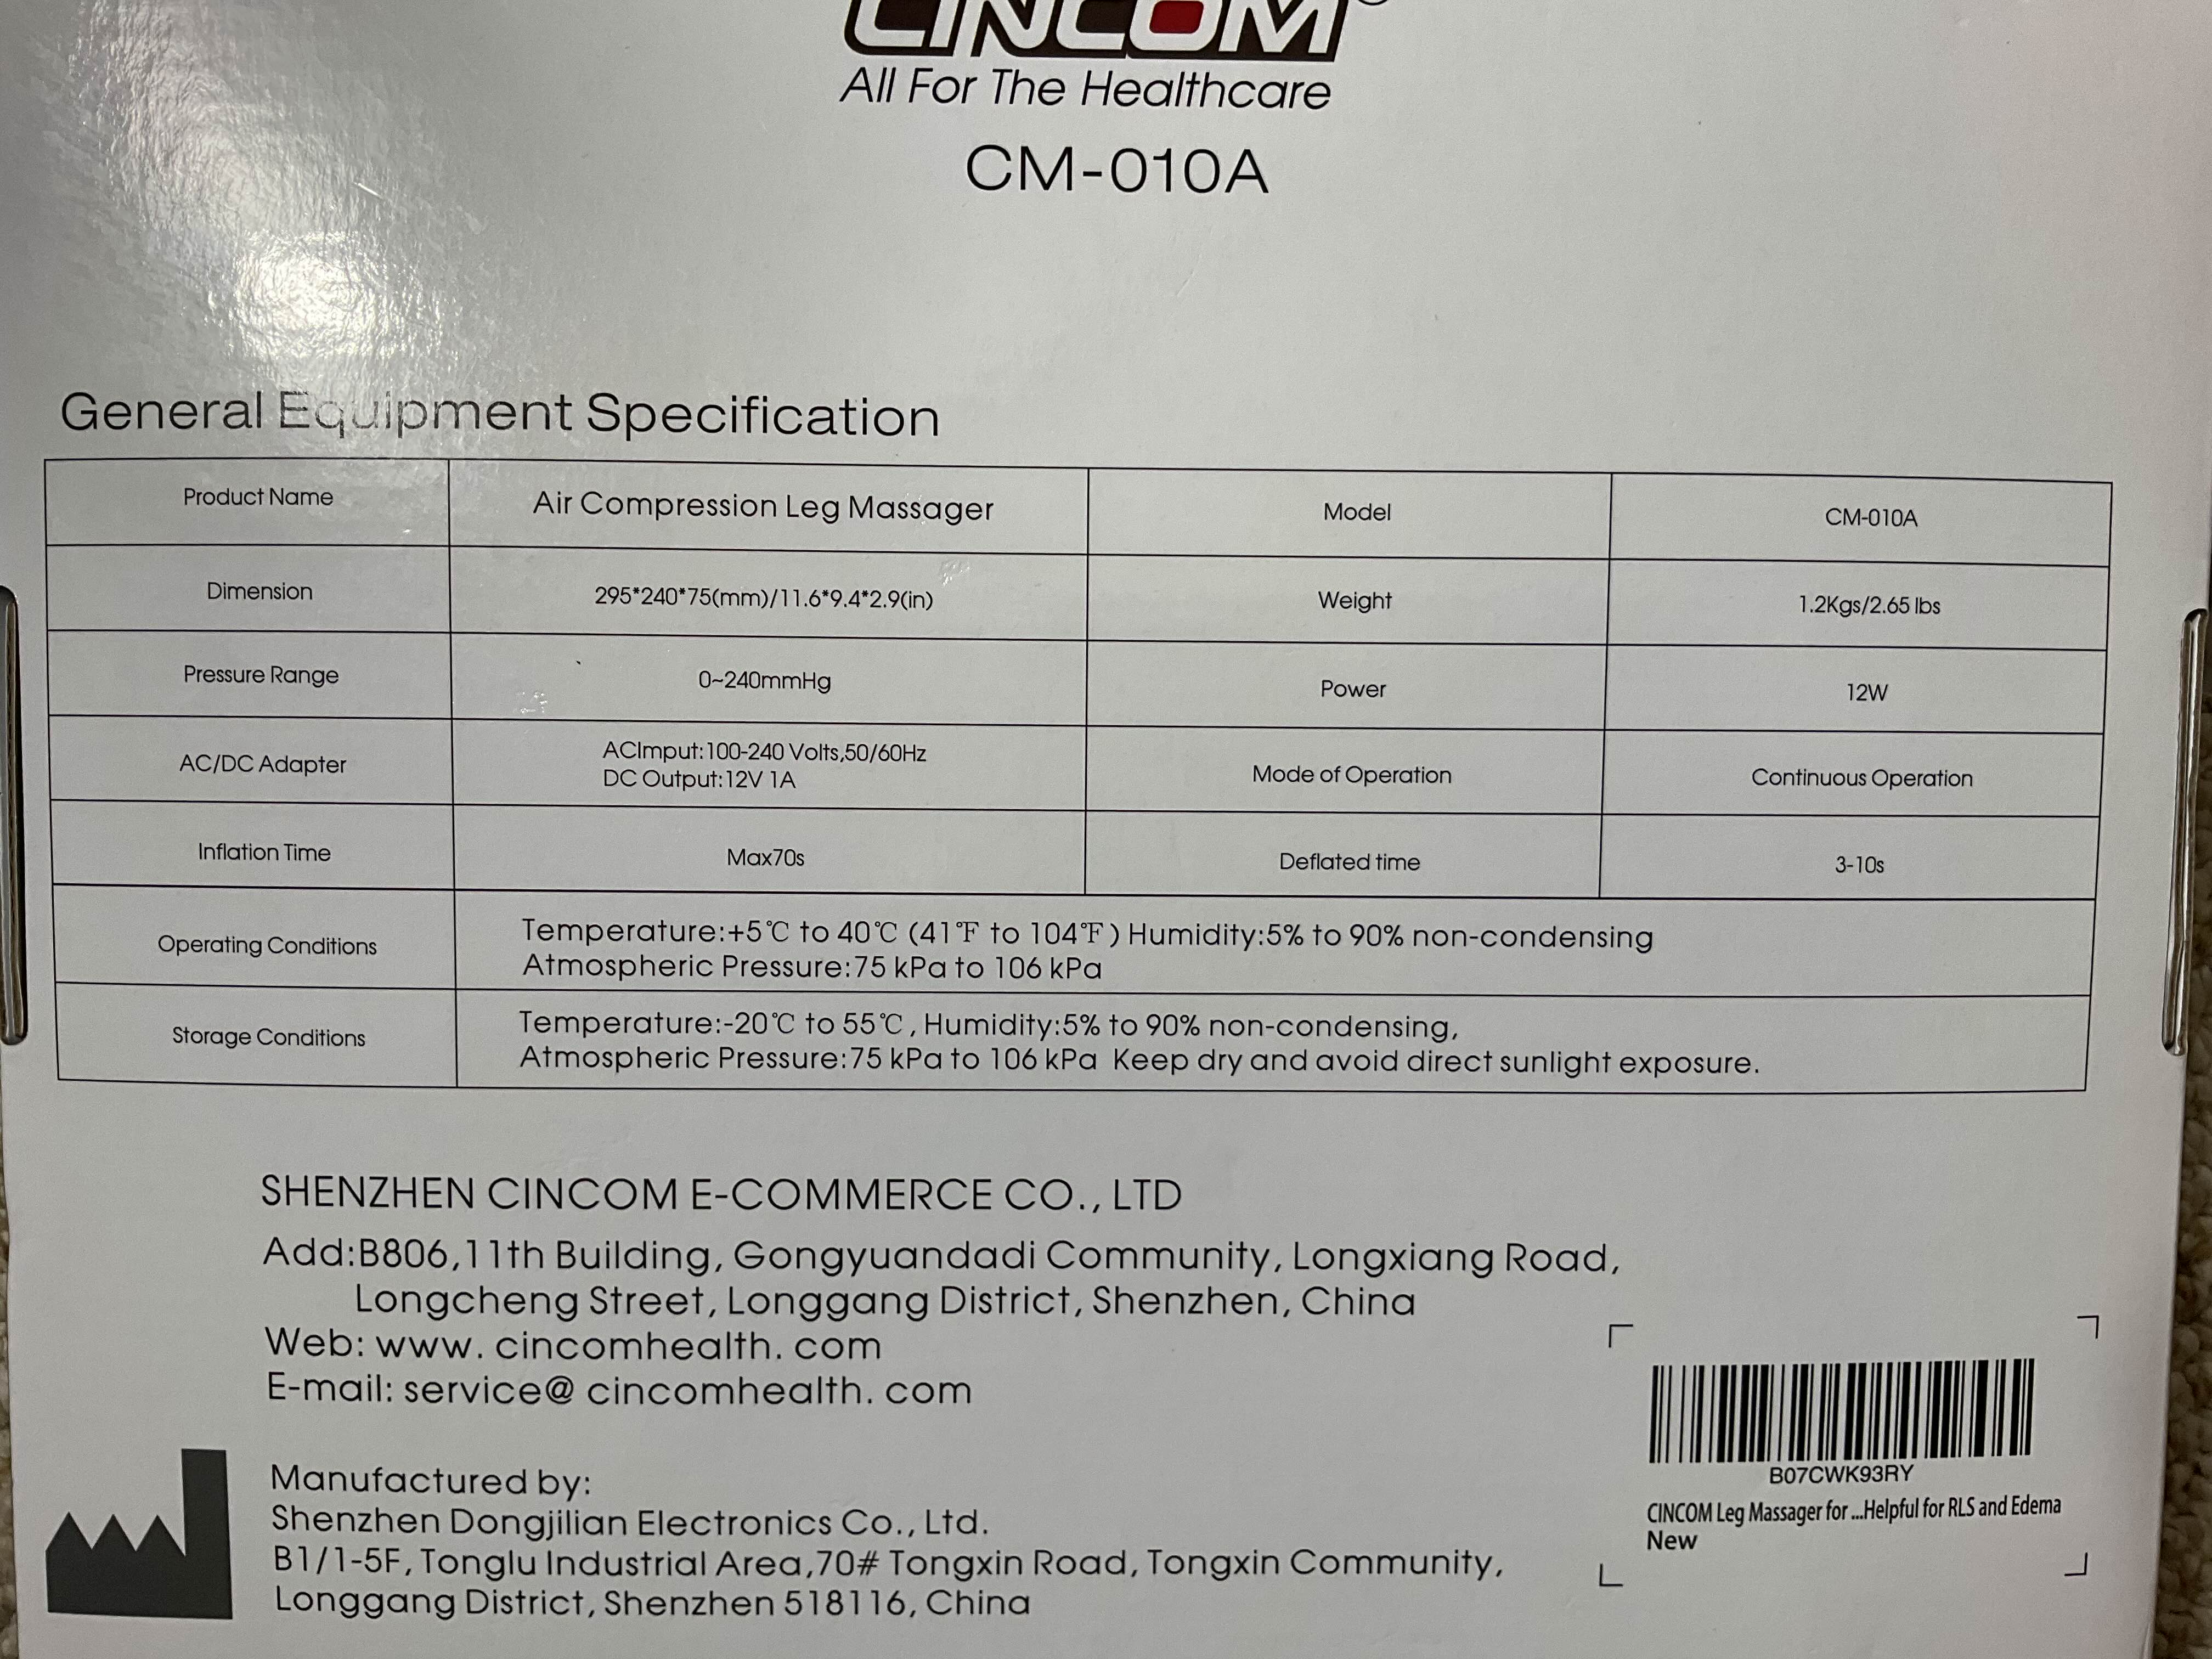 CINCOM
All For The Healthcare
CM-010A
General Equipment Specification
Product Name Air Compression Leg Massager Model CM-010A
Dimension 295*240*75(mm)/11.6*9.4*2.9(in) Weight 1.2Kgs/2.65 lbs
Pressure Range 0~240mmHg Power 12W
AC/DC Adapter ACImput:100-240 Volts,50/60Hz
DC Output:12V 1A Mode of Operation Continuous Operation
Inflation Time Max70s Deflated time 3-10s
Operating Conditions Temperature:+5℃ to 40℃ (41℉ to 104℉) Humidity:5% to 90% non-condensing
Atmospheric Pressure:75 kPa to 106 kPa
Storage Conditions Temperature:-20℃ to 55℃, Humidity:5% to 90% non-condensing,
Atmospheric Pressure:75 kPa to 106 kPa Keep dry and avoid direct sunlight exposure.
SHENZHEN CINCOM E-COMMERCE CO., LTD
Add:B806,11th Building, Gongyuandadi Community, Longxiang Road,
Longcheng Street, Longgang District, Shenzhen, China
Web: www. cincomhealth. com
E-mail: service@ cincomhealth. com
Manufactured by:
Shenzhen Dongjilian Electronics Co., Ltd.
B1/1-5F, Tonglu Industrial Area,70# Tongxin Road, Tongxin Community,
Longgang District, Shenzhen 518116, China
B07CWK93RY
CINCOM Leg Massager for ...Helpful for RLS and Edema
New